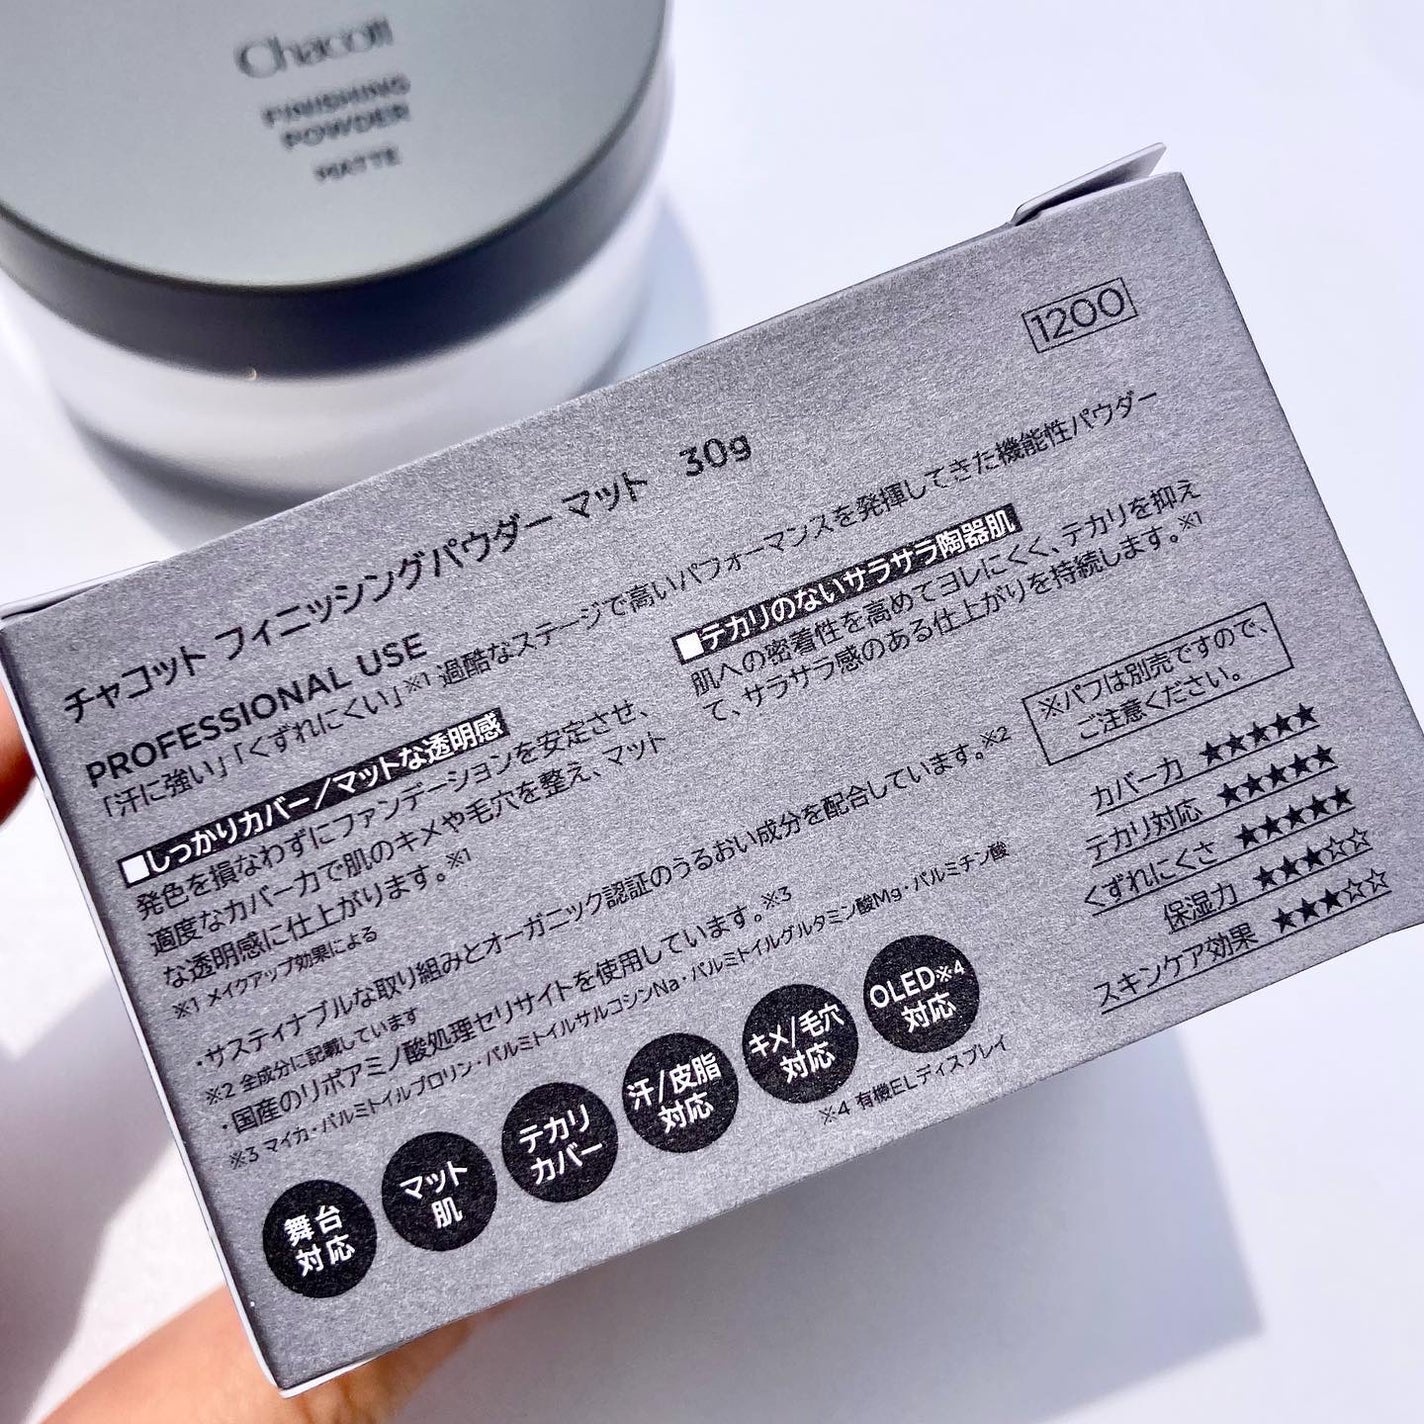 Chacott
FINISHING
POWDER
MATTE
1200
チャコット フィニッシングパウダー マット 30g
PROFESSIONAL USE
「汗に強い」「くずれにくい」※1 過酷なステージで高いパフォーマンスを発揮してきた機能性パウダー
■しっかりカバー/マットな透明感
発色を損なわずにファンデーションを安定させ、
適度なカバー力で肌のキメや毛穴を整え、マット
な透明感に仕上がります。※1
※1 メイクアップ効果による
■テカリのないサラサラ陶器肌
肌への密着性を高めてヨレにくく、テカリを抑え
て、サラサラ感のある仕上がりを持続します。※1
・サスティナブルな取り組みとオーガニック認証のうるおい成分を配合しています。※2
※2 全成分に記載しています
・国産のリポアミノ酸処理セリサイトを使用しています。※3
※3 マイカ・パルミトイルプロリン・パルミトイルサルコシンNa・パルミトイルグルタミン酸Mg・パルミチン酸
※パフは別売ですので、
ご注意ください。
カバー力 ★★★★★
テカリ対応 ★★★★★
くずれにくさ ★★★★★
保湿力 ★★★☆☆
スキンケア効果 ★★★☆☆
舞台
対応
マット
肌
テカリ
カバー
汗/皮脂
対応
キメ/毛穴
対応
OLED※4
対応
※4 有機ELディスプレイ